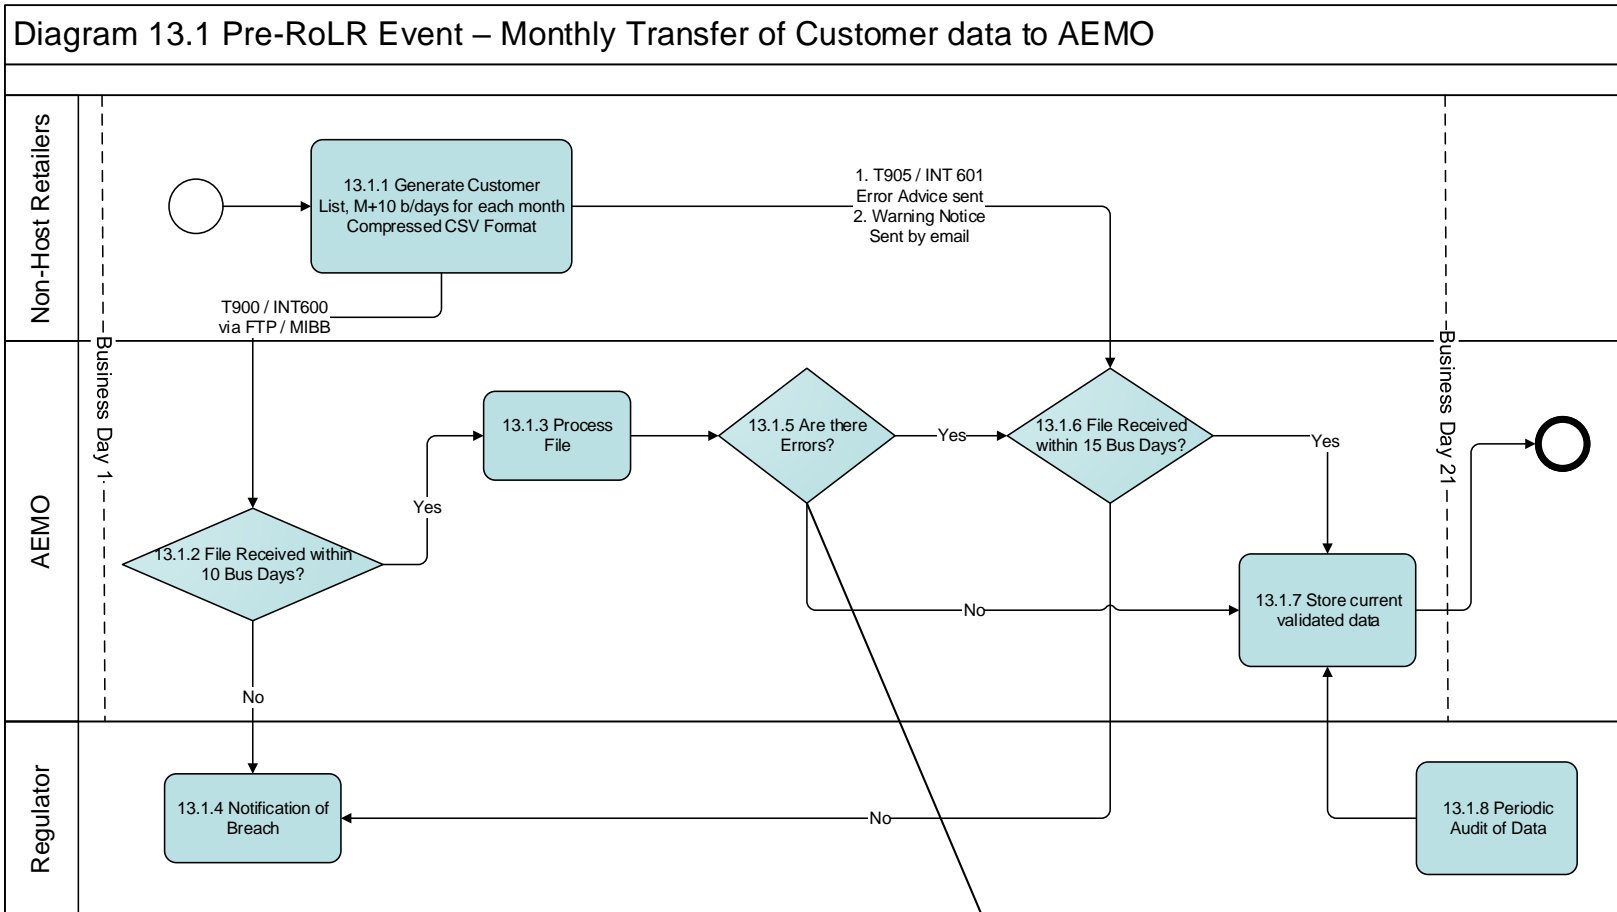 Diagram 13.1 Pre-RoLR Event – Monthly Transfer of Customer data to AEMO
Non-Host Retailers
13.1.1 Generate Customer
List, M+10 b/days for each month
Compressed CSV Format
1. T905 / INT 601
Error Advice sent
2. Warning Notice
Sent by email
T900 / INT600
via FTP / MIBB
Business Day 1
Business Day 21
AEMO
13.1.2 File Received within
10 Bus Days?
Yes
13.1.3 Process
File
13.1.5 Are there
Errors?
Yes
13.1.6 File Received
within 15 Bus Days?
Yes
No
13.1.7 Store current
validated data
No
Regulator
13.1.4 Notification of
Breach
No
13.1.8 Periodic
Audit of Data